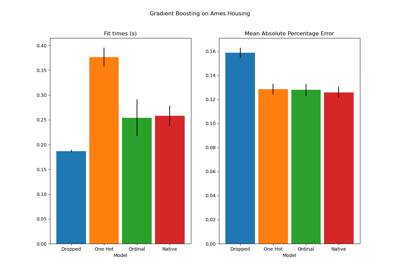 Gradient Boosting on Ames Housing
Fit times (s)
0.40
0.35
0.30
0.25
0.20
0.15
0.10
0.05
0.00
Dropped One Hot Ordinal Native
Model
Mean Absolute Percentage Error
0.16
0.14
0.12
0.10
0.08
0.06
0.04
0.02
0.00
Dropped One Hot Ordinal Native
Model